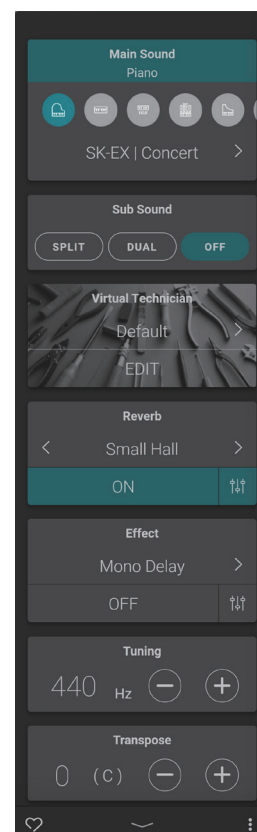 Main Sound
Piano
SK-EX | Concert
Sub Sound
SPLIT DUAL OFF
Virtual Technician
Default
EDIT
Reverb
Small Hall
ON
Effect
Mono Delay
OFF
Tuning
440 Hz
Transpose
0 (C)